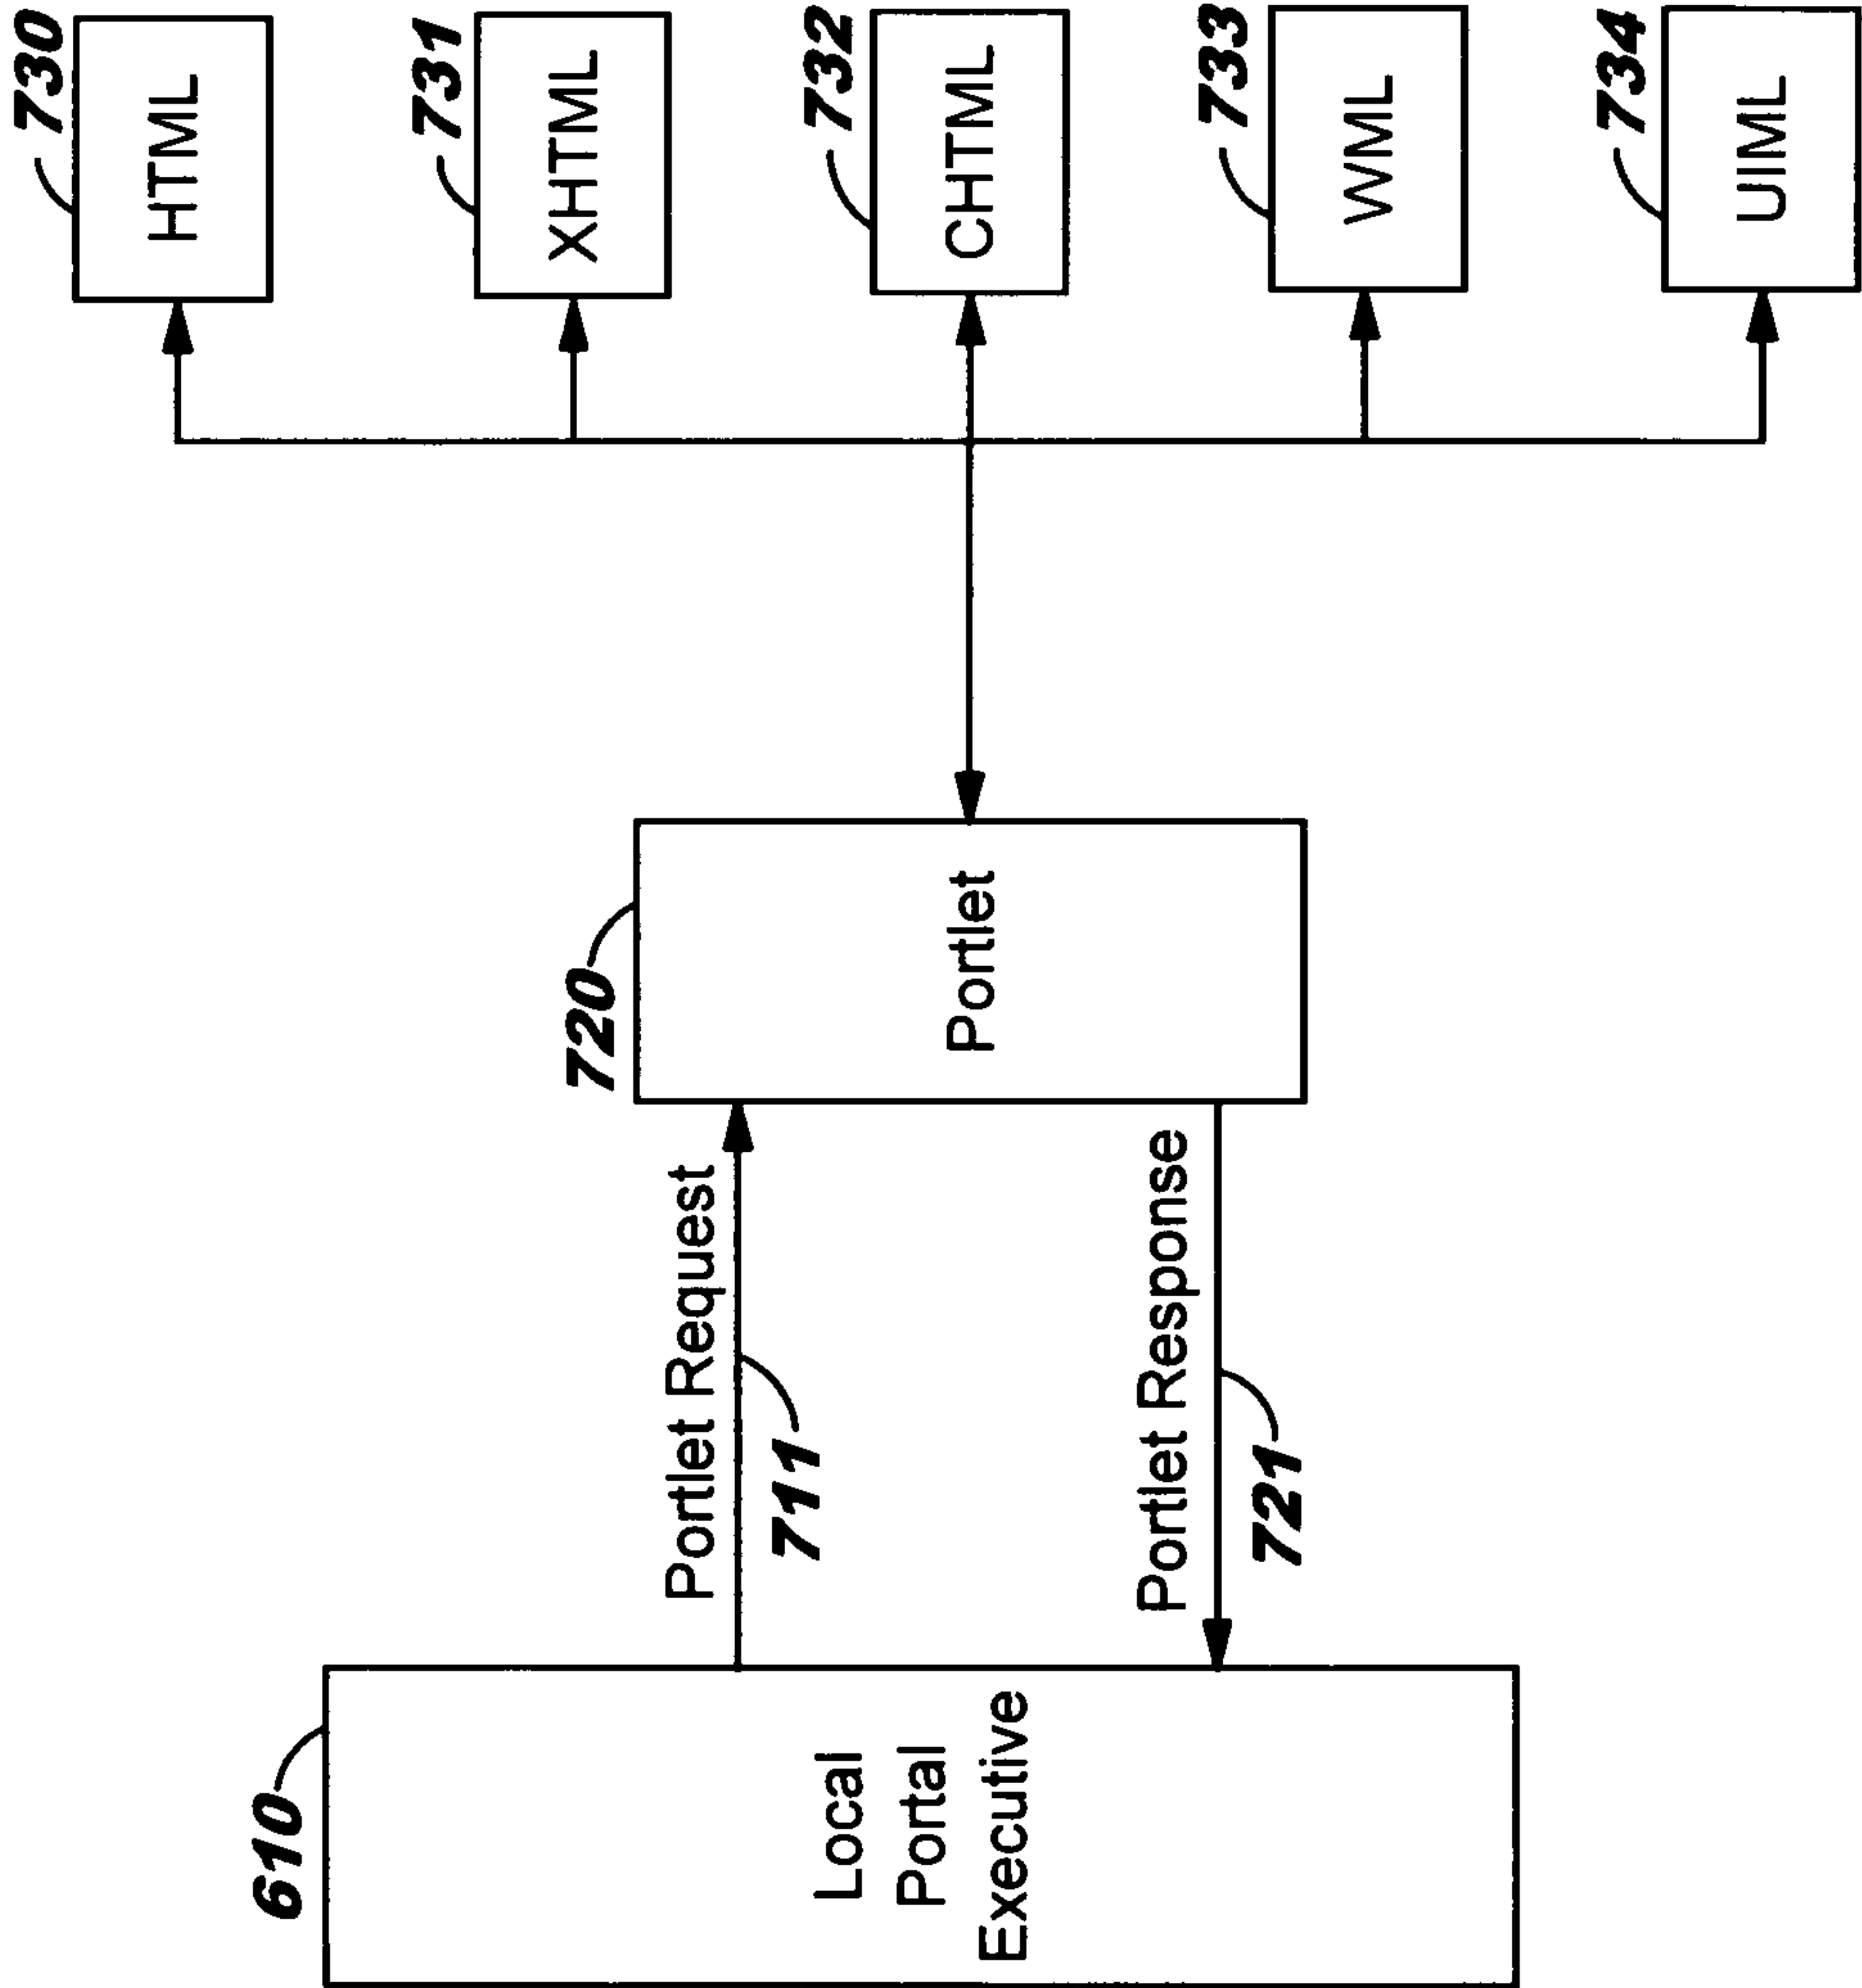 610
Local
Portal
Executive
Portlet Request
711
Portlet Response
721
720
Portlet
730
HTML
731
XHTML
732
CHTML
733
WML
734
UIML